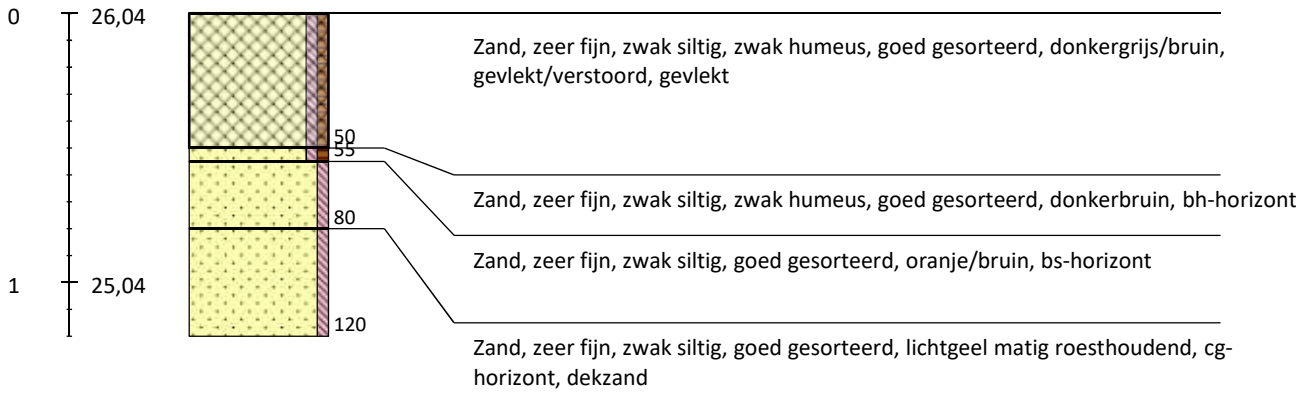 0 26,04
Zand, zeer fijn, zwak siltig, zwak humeus, goed gesorteerd, donkergrijs/bruin,
gevlekt/verstoord, gevlekt
50
55
Zand, zeer fijn, zwak siltig, zwak humeus, goed gesorteerd, donkerbruin, bh-horizont
80
Zand, zeer fijn, zwak siltig, goed gesorteerd, oranje/bruin, bs-horizont
1 25,04
120
Zand, zeer fijn, zwak siltig, goed gesorteerd, lichtgeel matig roesthoudend, cg-
horizont, dekzand